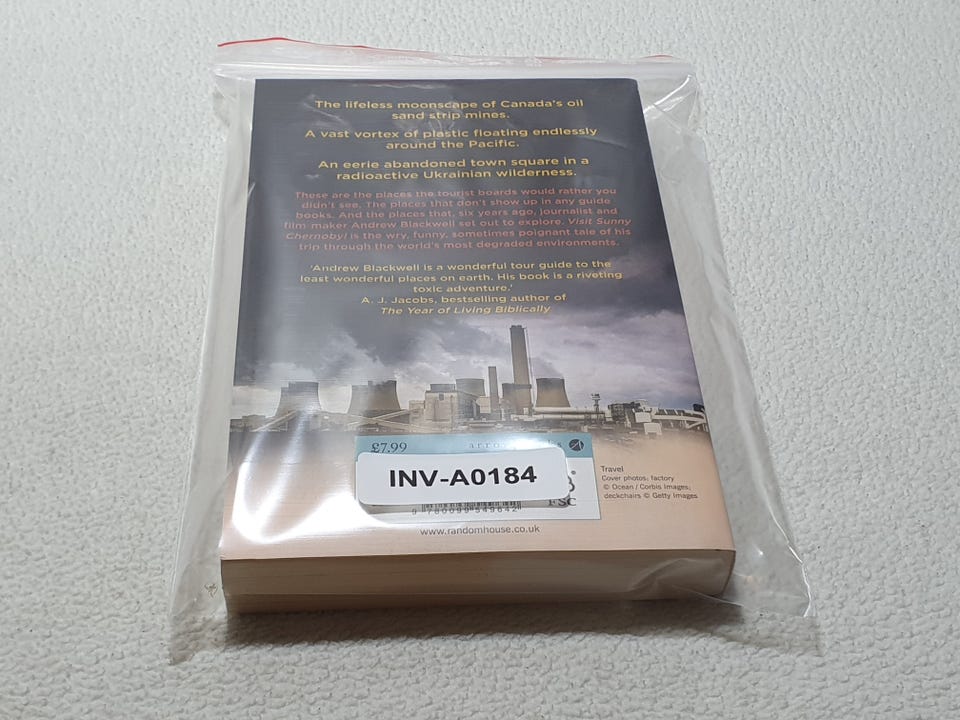 The lifeless moonscape of Canada's oil
sand strip mines.
A vast vortex of plastic floating endlessly
around the Pacific.
An eerie abandoned town square in a
radioactive Ukrainian wilderness.
These are the places the tourist boards would rather you
didn't see. The places that don't show up in any guide
books. And the places that, six years ago, journalist and
film maker Andrew Blackwell set out to explore. Visit Sunny
Chernobyl is the wry, funny, sometimes poignant tale of his
trip through the world's most degraded environments.
'Andrew Blackwell is a wonderful tour guide to the
least wonderful places on earth. His book is a riveting
toxic adventure.'
A. J. Jacobs, bestselling author of
The Year of Living Biblically
£7.99
INV-A0184
FSC
9 780099 549642
Travel
Cover photos: factory
© Ocean / Corbis Images;
deckchairs © Getty Images
www.randomhouse.co.uk